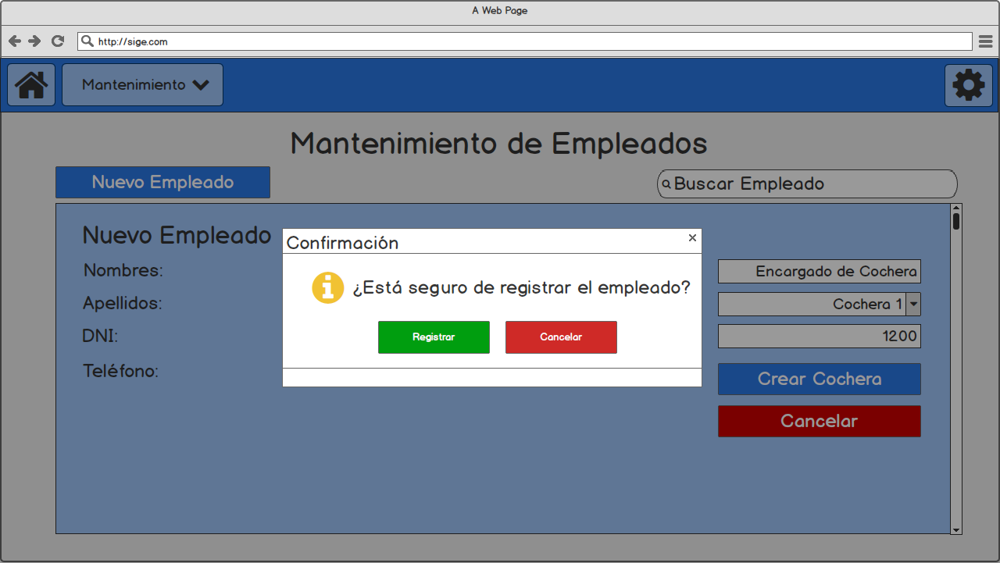 A Web Page
http://sige.com
Mantenimiento
Mantenimiento de Empleados
Nuevo Empleado
Buscar Empleado
Nuevo Empleado
Nombres:
Apellidos:
DNI:
Teléfono:
Confirmación
¿Está seguro de registrar el empleado?
Registrar
Cancelar
Encargado de Cochera
Cochera 1
1200
Crear Cochera
Cancelar